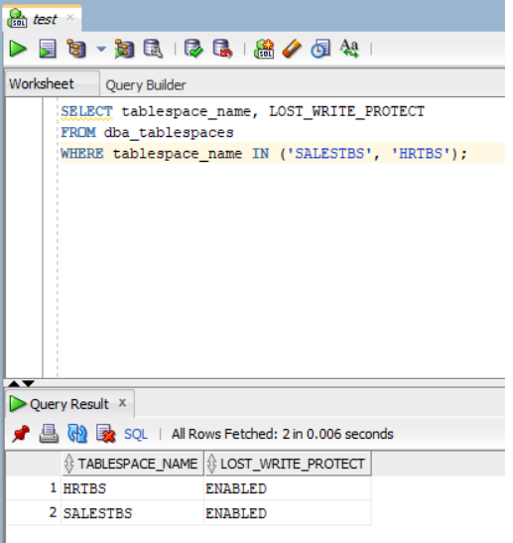 test
Worksheet Query Builder
SELECT tablespace_name, LOST_WRITE_PROTECT
FROM dba_tablespaces
WHERE tablespace_name IN ('SALESTBS', 'HRTBS');
Query Result x
SQL | All Rows Fetched: 2 in 0.006 seconds
TABLESPACE_NAME LOST_WRITE_PROTECT
1 HRTBS ENABLED
2 SALESTBS ENABLED